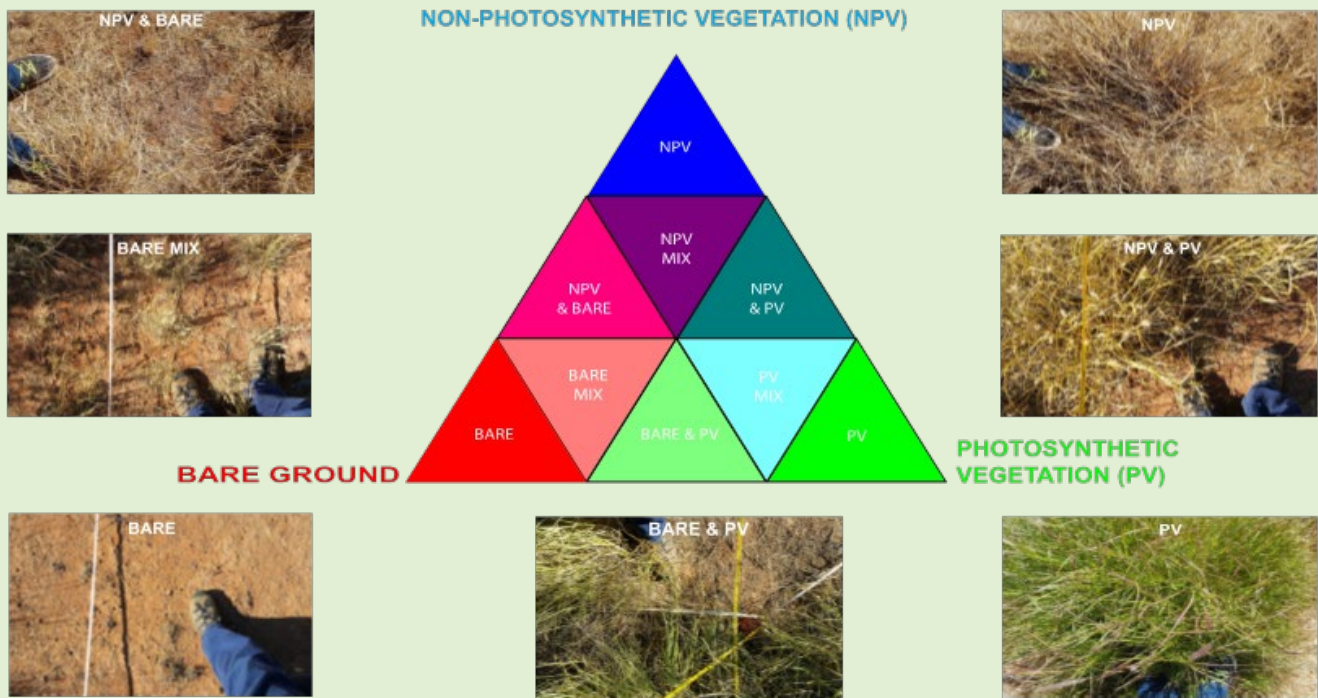 NPV & BARE
NON-PHOTOSYNTHETIC VEGETATION (NPV)
NPV
NPV
BARE MIX
NPV
MIX
NPV
& BARE
NPV
& PV
NPV & PV
BARE
MIX
PV
MIX
BARE
BARE & PV
PV
BARE GROUND
PHOTOSYNTHETIC
VEGETATION (PV)
BARE
BARE & PV
PV